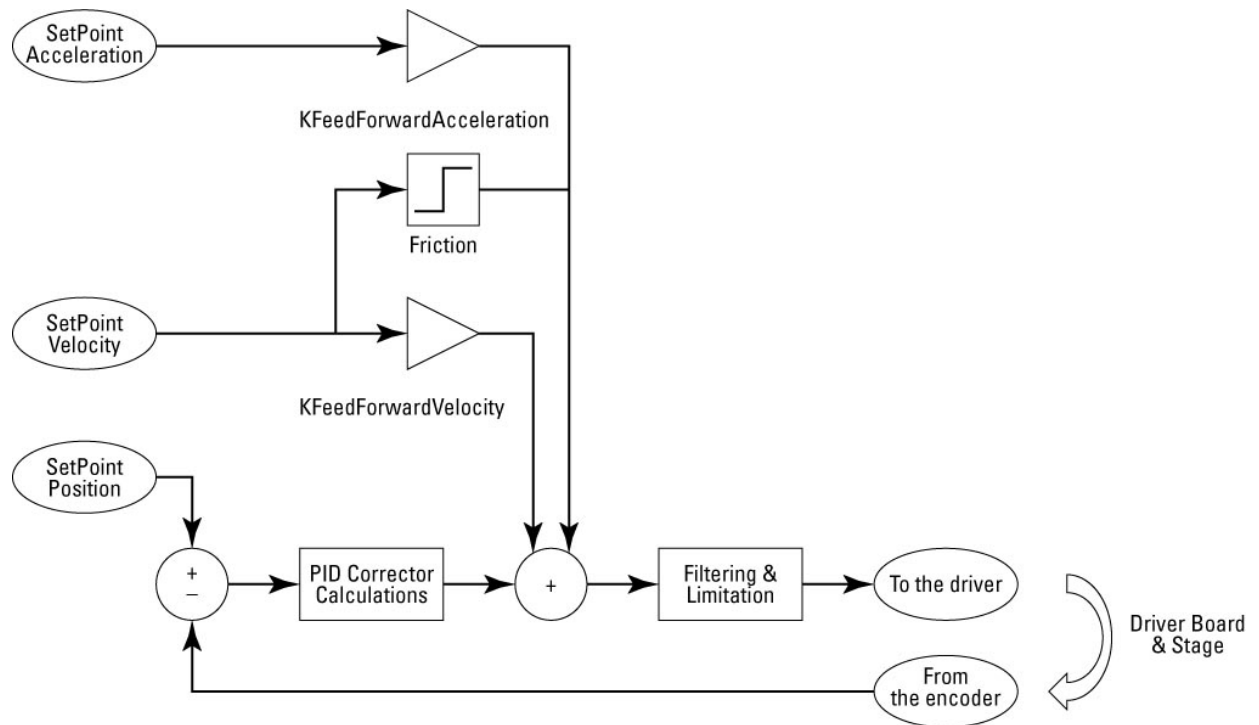 SetPoint
Acceleration
KFeedForwardAcceleration
Friction
SetPoint
Velocity
KFeedForwardVelocity
SetPoint
Position
+
–
PID Corrector
Calculations
+
Filtering &
Limitation
To the driver
Driver Board
& Stage
From
the encoder